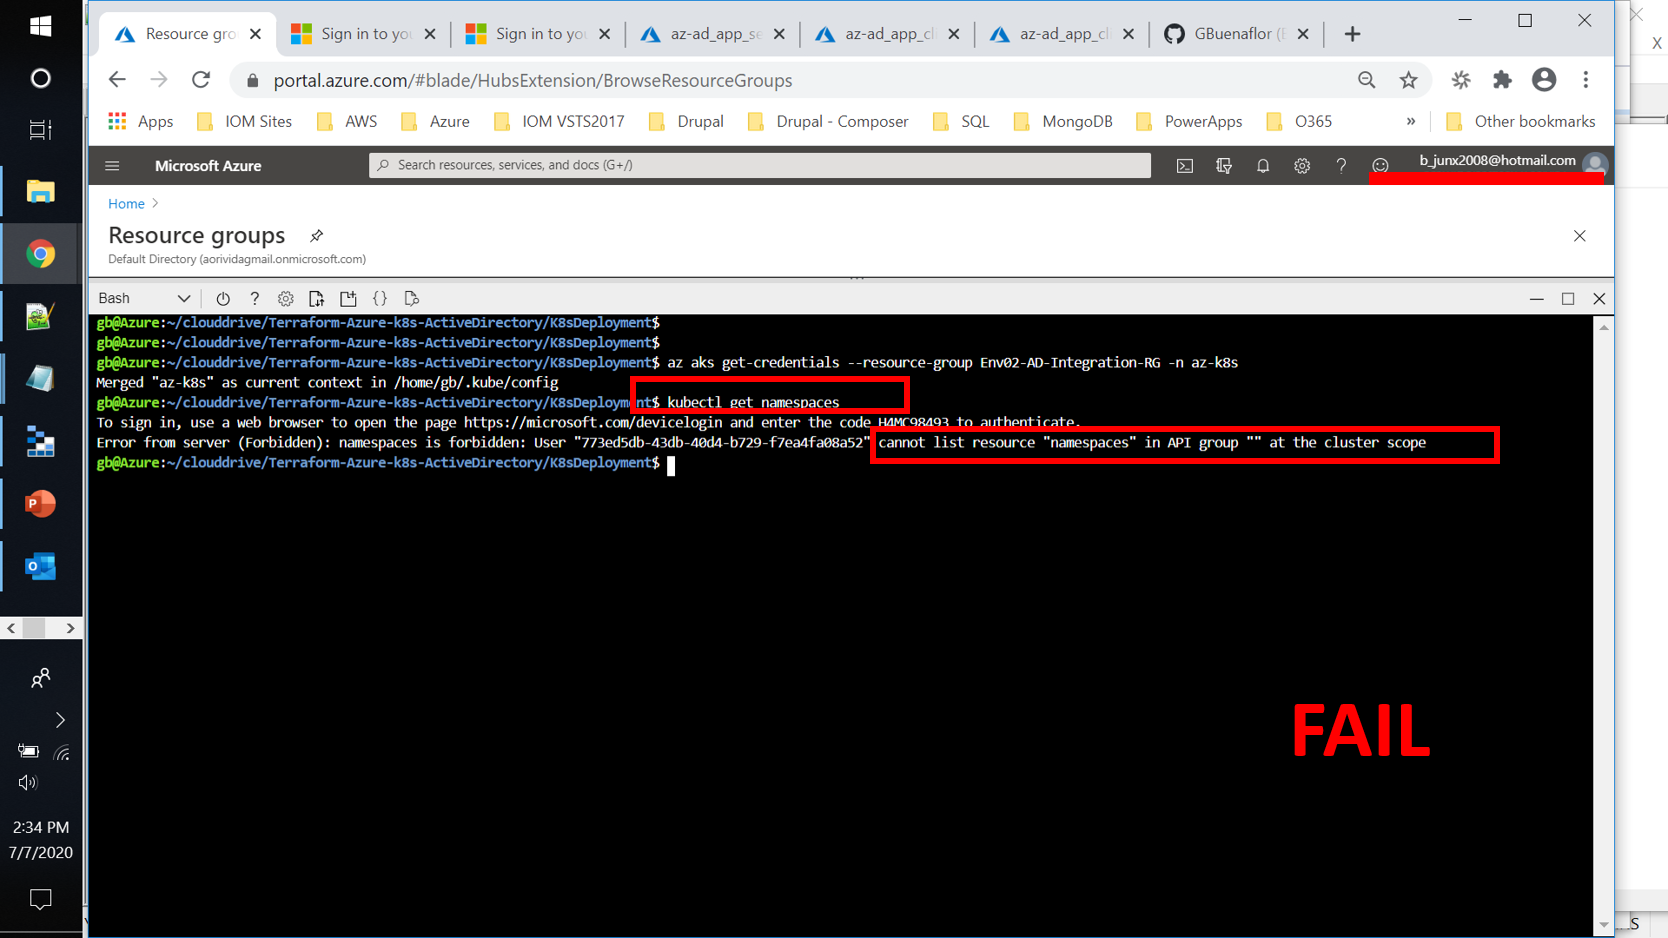 Resource gro
Sign in to you
Sign in to you
az-ad_app_se
az-ad_app_cl
az-ad_app_cli
GBuenaflor (B
portal.azure.com/#blade/HubsExtension/BrowseResourceGroups
Apps
IOM Sites
AWS
Azure
IOM VSTS2017
Drupal
Drupal - Composer
SQL
MongoDB
PowerApps
O365
»
Other bookmarks
Microsoft Azure
Search resources, services, and docs (G+/)
b_junx2008@hotmail.com
Home >
Resource groups
Default Directory (aorividagmail.onmicrosoft.com)
Bash
gb@Azure:~/clouddrive/Terraform-Azure-k8s-ActiveDirectory/K8sDeployment$
gb@Azure:~/clouddrive/Terraform-Azure-k8s-ActiveDirectory/K8sDeployment$
gb@Azure:~/clouddrive/Terraform-Azure-k8s-ActiveDirectory/K8sDeployment$ az aks get-credentials --resource-group Env02-AD-Integration-RG -n az-k8s
Merged "az-k8s" as current context in /home/gb/.kube/config
gb@Azure:~/clouddrive/Terraform-Azure-k8s-ActiveDirectory/K8sDeployment$ kubectl get namespaces
To sign in, use a web browser to open the page https://microsoft.com/devicelogin and enter the code H4MC98493 to authenticate.
Error from server (Forbidden): namespaces is forbidden: User "773ed5db-43db-40d4-b729-f7ea4fa08a52" cannot list resource "namespaces" in API group "" at the cluster scope
gb@Azure:~/clouddrive/Terraform-Azure-k8s-ActiveDirectory/K8sDeployment$
FAIL
2:34 PM
7/7/2020